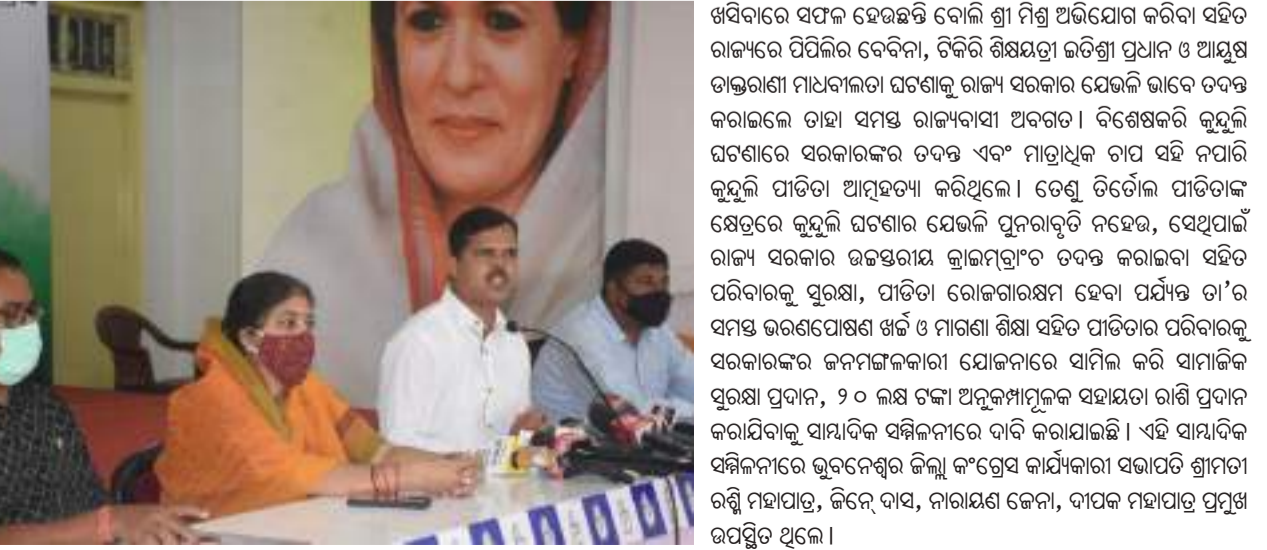 ଖସିବାରେ ସଫଳ ହେଉଛନ୍ତି ବୋଲି ଶ୍ରୀ ମିଶ୍ର ଅଭିଯୋଗ କରିବା ସହିତ
ରାଜ୍ୟରେ ପିପିଲିର ବେବିନା, ଟିକିରି ଶିକ୍ଷୟତ୍ରୀ ଇତିଶ୍ରୀ ପ୍ରଧାନ ଓ ଆୟୁଷ
ଡାକ୍ତରାଣୀ ମାଧବୀଲତା ଘଟଣାକୁ ରାଜ୍ୟ ସରକାର ଯେଭଳି ଭାବେ ତଦନ୍ତ
କରାଇଲେ ତାହା ସମସ୍ତ ରାଜ୍ୟବାସୀ ଅବଗତ। ବିଶେଷକରି କୁନ୍ଦୁଲି
ଘଟଣାରେ ସରକାରଙ୍କର ତଦନ୍ତ ଏବଂ ମାତ୍ରାଧିକ ଚାପ ସହି ନପାରି
କୁନ୍ଦୁଲି ପୀଡିତା ଆତ୍ମହତ୍ୟା କରିଥିଲେ। ତେଣୁ ତିର୍ତୋଲ ପୀଡିତାଙ୍କ
କ୍ଷେତ୍ରରେ କୁନ୍ଦୁଲି ଘଟଣାର ଯେଭଳି ପୁନରାବୃତି ନହେଉ, ସେଥିପାଇଁ
ରାଜ୍ୟ ସରକାର ଉଚ୍ଚସ୍ତରୀୟ କ୍ରାଇମ୍‌ବ୍ରାଂଚ ତଦନ୍ତ କରାଇବା ସହିତ
ପରିବାରକୁ ସୁରକ୍ଷା, ପୀଡିତା ରୋଜଗାରକ୍ଷମ ହେବା ପର୍ଯ୍ୟନ୍ତ ତା’ର
ସମସ୍ତ ଭରଣପୋଷଣ ଖର୍ଚ୍ଚ ଓ ମାଗଣା ଶିକ୍ଷା ସହିତ ପୀଡିତାର ପରିବାରକୁ
ସରକାରଙ୍କର ଜନମଙ୍ଗଳକାରୀ ଯୋଜନାରେ ସାମିଲ କରି ସାମାଜିକ
ସୁରକ୍ଷା ପ୍ରଦାନ, ୨୦ ଲକ୍ଷ ଟଙ୍କା ଅନୁକମ୍ପାମୂଳକ ସହାୟତା ରାଶି ପ୍ରଦାନ
କରାଯିବାକୁ ସାମ୍ବାଦିକ ସମ୍ମିଳନୀରେ ଦାବି କରାଯାଇଛି। ଏହି ସାମ୍ବାଦିକ
ସମ୍ମିଳନୀରେ ଭୁବନେଶ୍ୱର ଜିଲ୍ଲା କଂଗ୍ରେସ କାର୍ଯ୍ୟକାରୀ ସଭାପତି ଶ୍ରୀମତୀ
ରଶ୍ମି ମହାପାତ୍ର, ଜିନ୍ନେ ଦାସ, ନାରାୟଣ ଜେନା, ଦୀପକ ମହାପାତ୍ର ପ୍ରମୁଖ
ଉପସ୍ଥିତ ଥିଲେ।